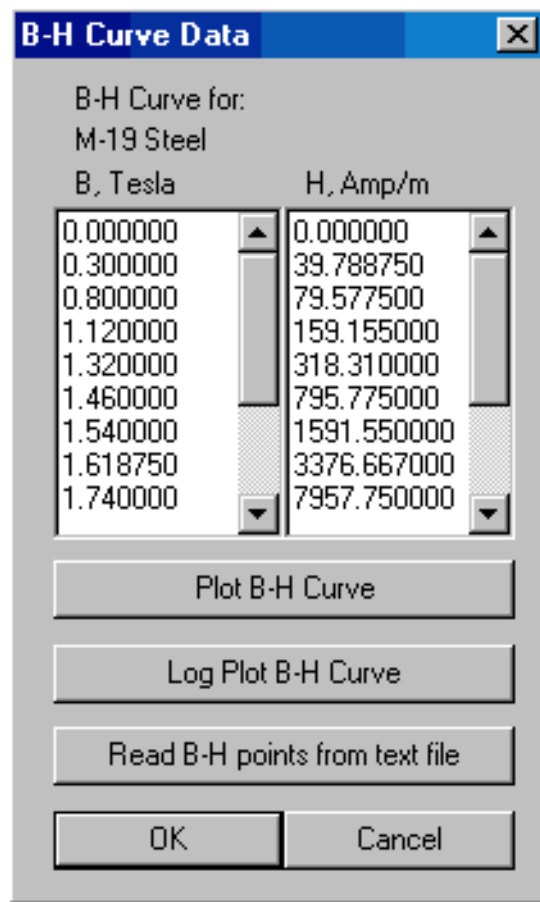 B-H Curve Data
B-H Curve for:
M-19 Steel
B, Tesla H, Amp/m
0.000000 0.000000
0.300000 39.788750
0.800000 79.577500
1.120000 159.155000
1.320000 318.310000
1.460000 795.775000
1.540000 1591.550000
1.618750 3376.667000
1.740000 7957.750000
Plot B-H Curve
Log Plot B-H Curve
Read B-H points from text file
OK Cancel